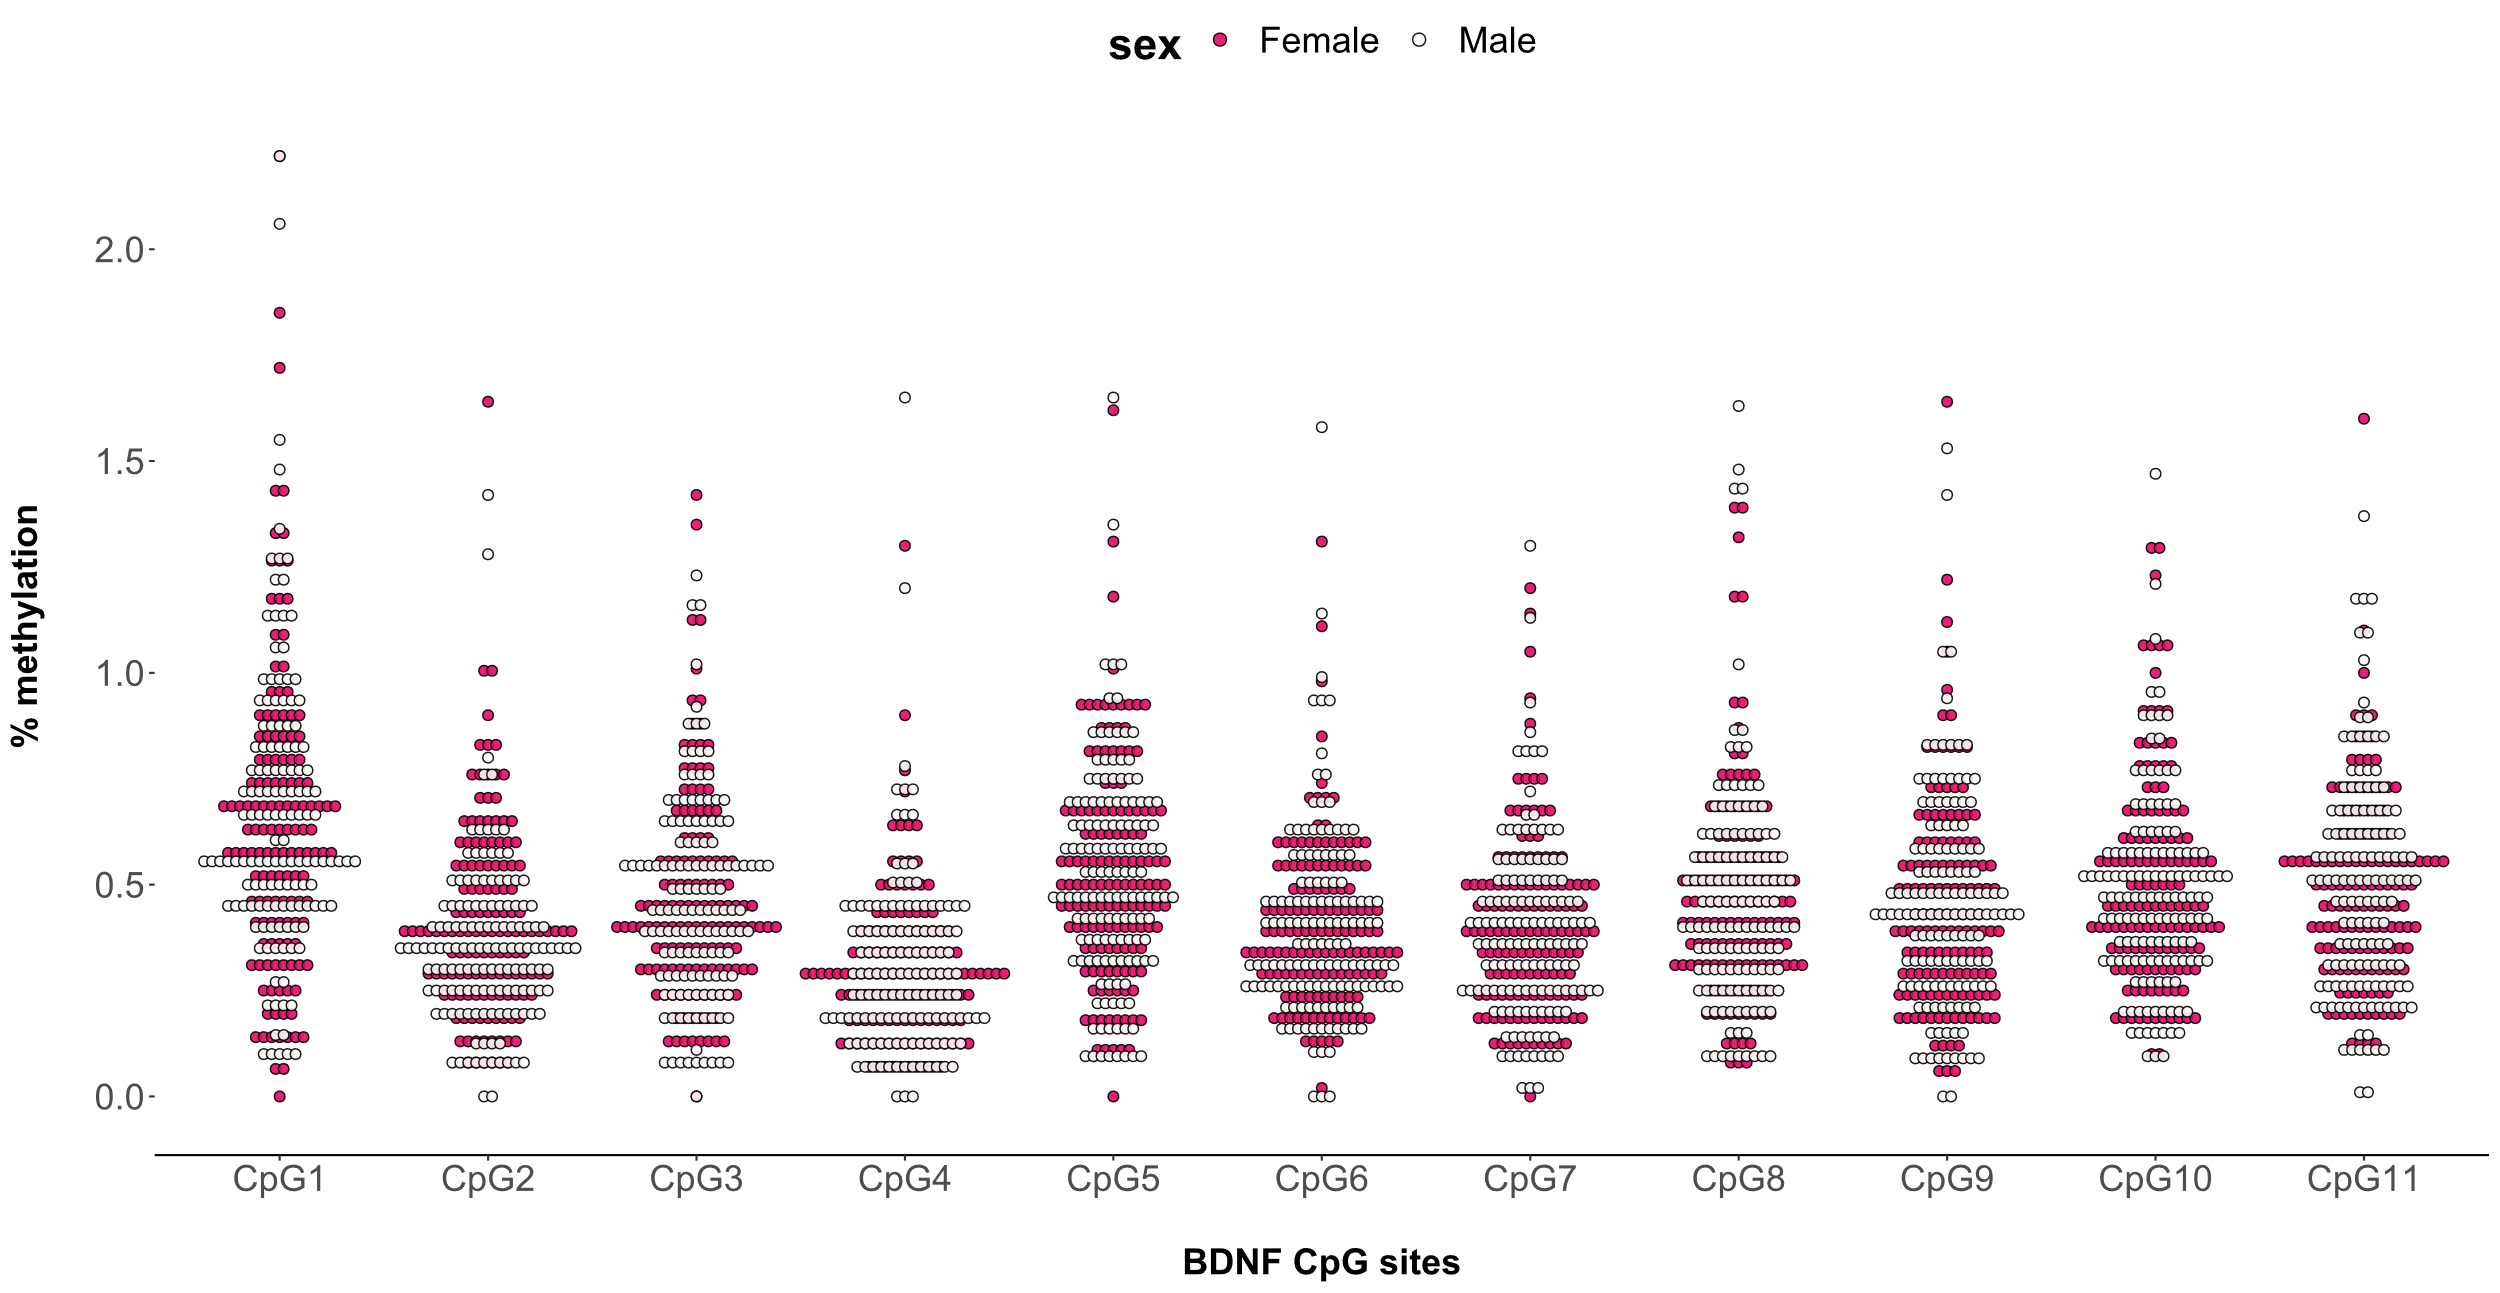 sex Female Male
% methylation
2.0
1.5
1.0
0.5
0.0
CpG1 CpG2 CpG3 CpG4 CpG5 CpG6 CpG7 CpG8 CpG9 CpG10 CpG11
BDNF CpG sites